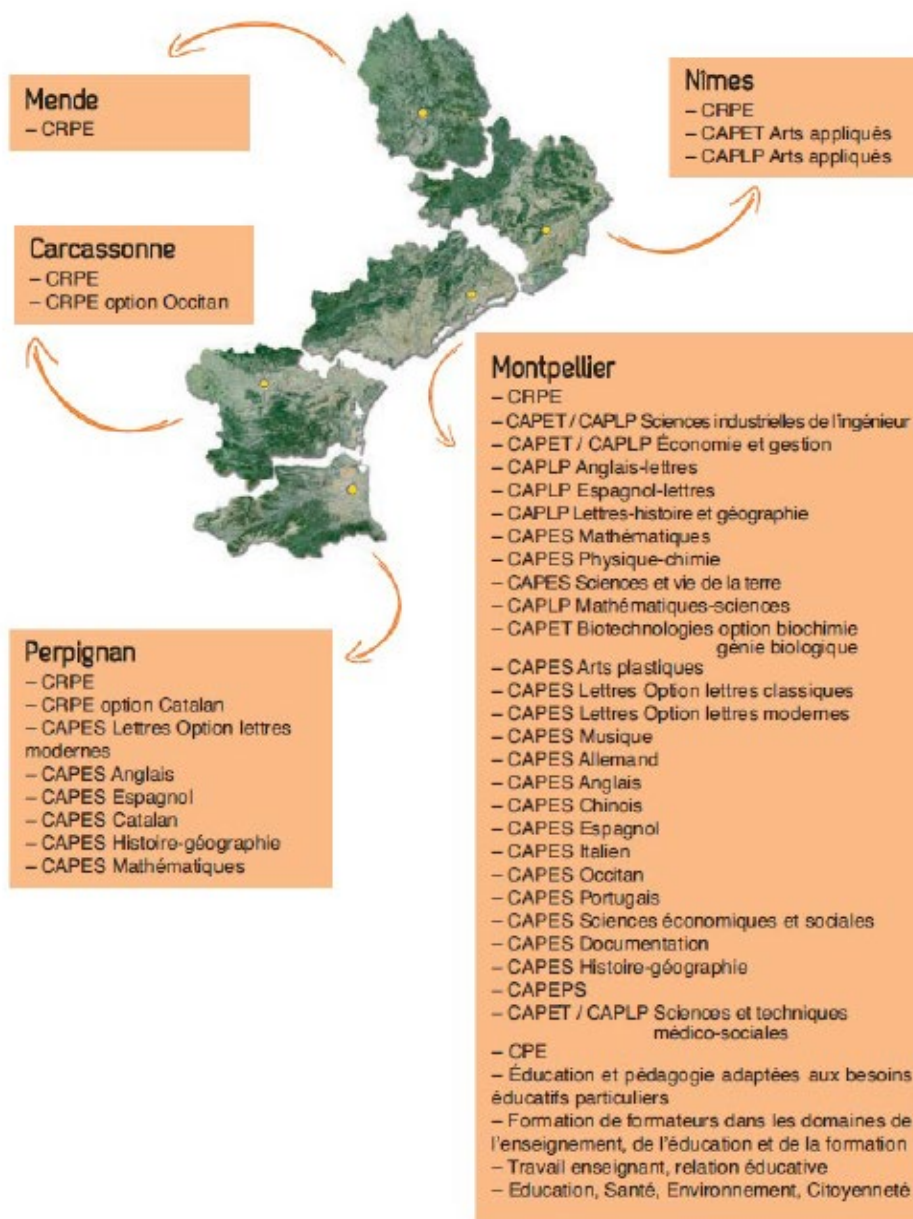 Mende
– CRPE
Nîmes
– CRPE
– CAPET Arts appliqués
– CAPLP Arts appliqués
Carcassonne
– CRPE
– CRPE option Occitan
Montpellier
– CRPE
– CAPET / CAPLP Sciences industrielles de l'ingénieur
– CAPET / CAPLP Économie et gestion
– CAPLP Anglais-lettres
– CAPLP Espagnol-lettres
– CAPLP Lettres-histoire et géographie
– CAPES Mathématiques
– CAPES Physique-chimie
– CAPES Sciences et vie de la terre
– CAPLP Mathématiques-sciences
– CAPET Biotechnologies option biochimie
génie biologique
– CAPES Arts plastiques
– CAPES Lettres Option lettres classiques
– CAPES Lettres Option lettres modernes
– CAPES Musique
– CAPES Allemand
– CAPES Anglais
– CAPES Chinois
– CAPES Espagnol
– CAPES Italien
– CAPES Occitan
– CAPES Portugais
– CAPES Sciences économiques et sociales
– CAPES Documentation
– CAPES Histoire-géographie
– CAPEPS
– CAPET / CAPLP Sciences et techniques
médico-sociales
– CPE
– Éducation et pédagogie adaptées aux besoins
éducatifs particuliers
– Formation de formateurs dans les domaines de
l'enseignement, de l'éducation et de la formation
– Travail enseignant, relation éducative
– Education, Santé, Environnement, Citoyenneté
Perpignan
– CRPE
– CRPE option Catalan
– CAPES Lettres Option lettres
modernes
– CAPES Anglais
– CAPES Espagnol
– CAPES Catalan
– CAPES Histoire-géographie
– CAPES Mathématiques